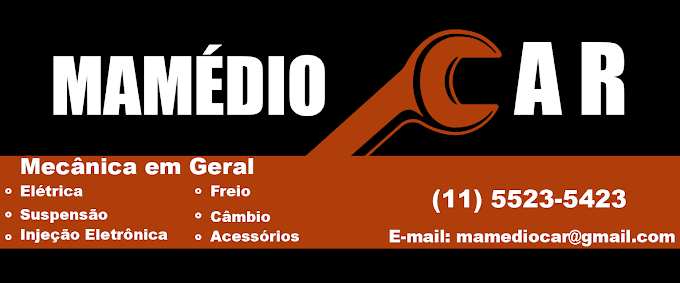 MAMÉDIO CAR
Mecânica em Geral
Elétrica
Suspensão
Injeção Eletrônica
Freio
Câmbio
Acessórios
(11) 5523-5423
E-mail: mamediocar@gmail.com